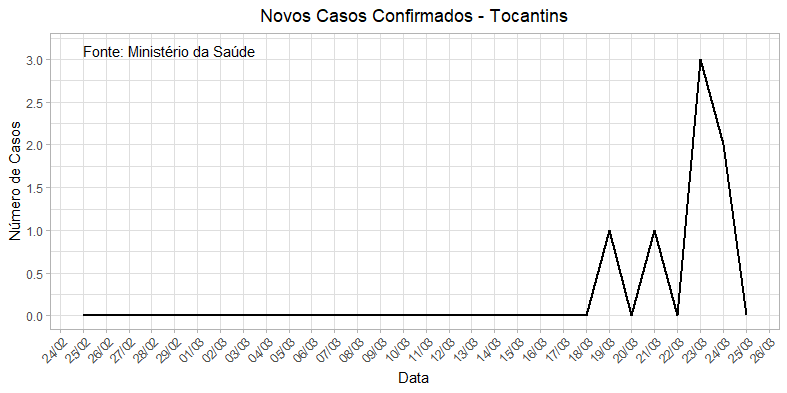 Novos Casos Confirmados - Tocantins
Fonte: Ministério da Saúde
3.0
2.5
2.0
1.5
1.0
0.5
0.0
Número de Casos
24/02 25/02 26/02 27/02 28/02 29/02 01/03 02/03 03/03 04/03 05/03 06/03 07/03 08/03 09/03 10/03 11/03 12/03 13/03 14/03 15/03 16/03 17/03 18/03 19/03 20/03 21/03 22/03 23/03 24/03 25/03 26/03
Data